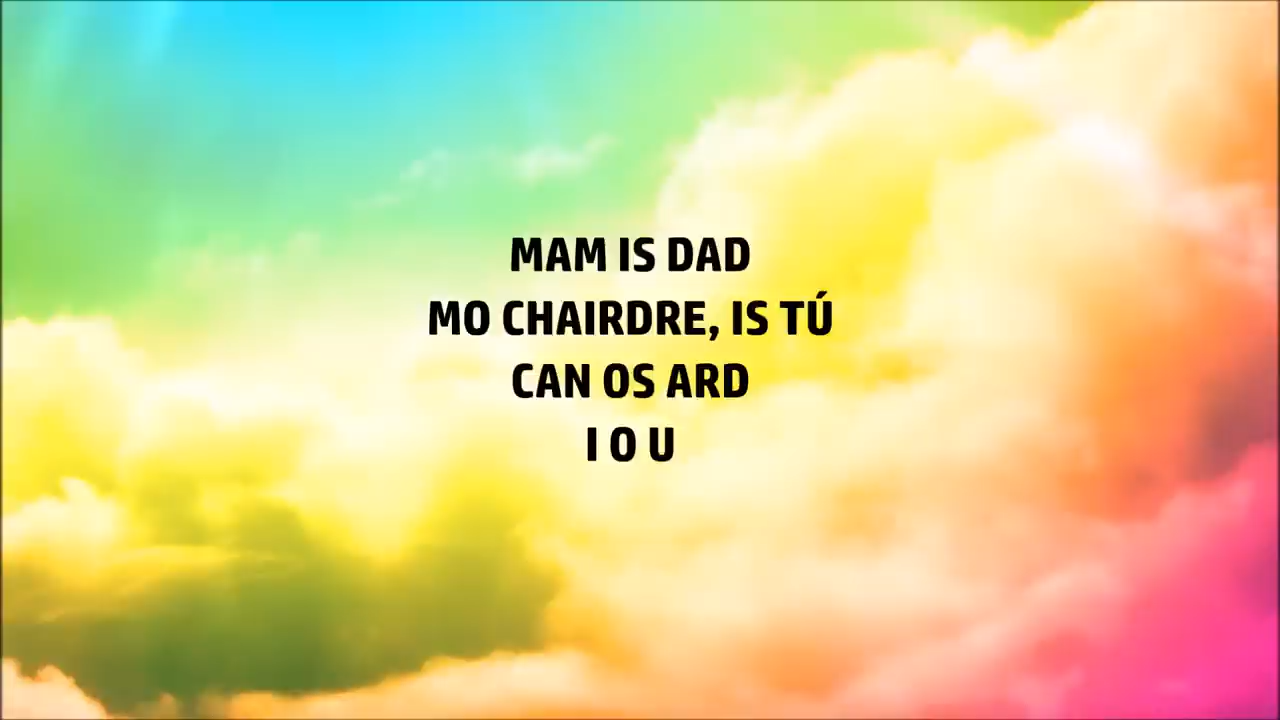 MAM IS DAD
MO CHAIRDRE, IS TÚ
CAN OS ARD
I O U